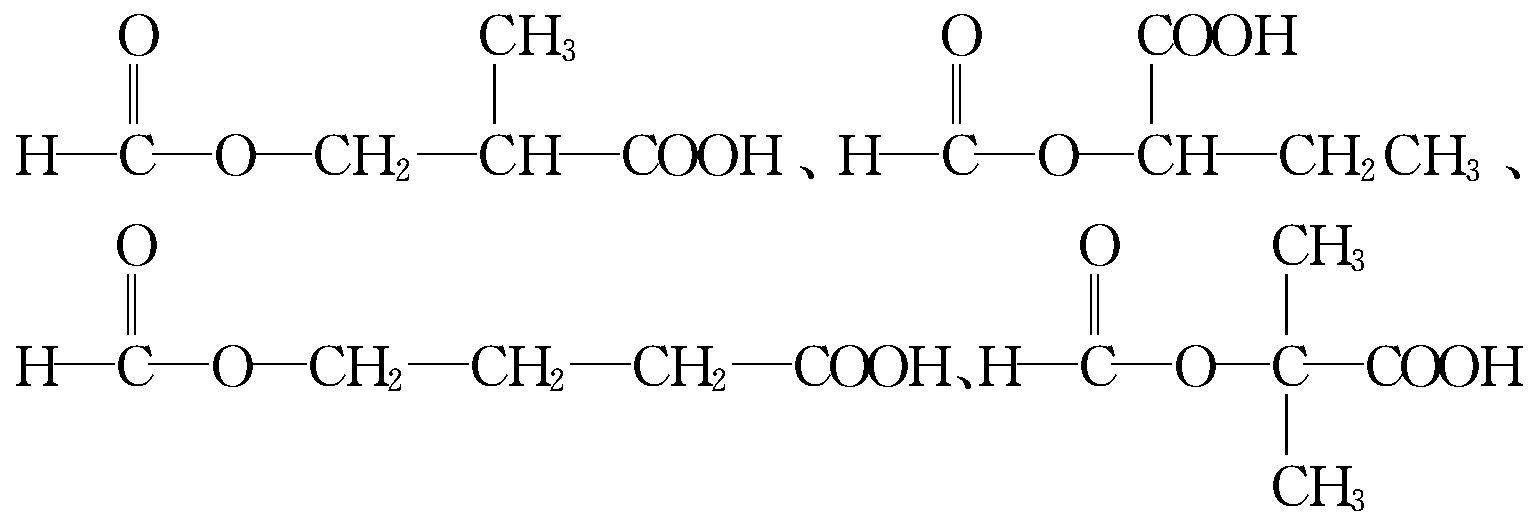 O CH₃ O COOH
H—C—O—CH₂—CH—COOH、H—C—O—CH—CH₂CH₃、
O O CH₃
H—C—O—CH₂—CH₂—CH₂—COOH、H—C—O—C—COOH
CH₃